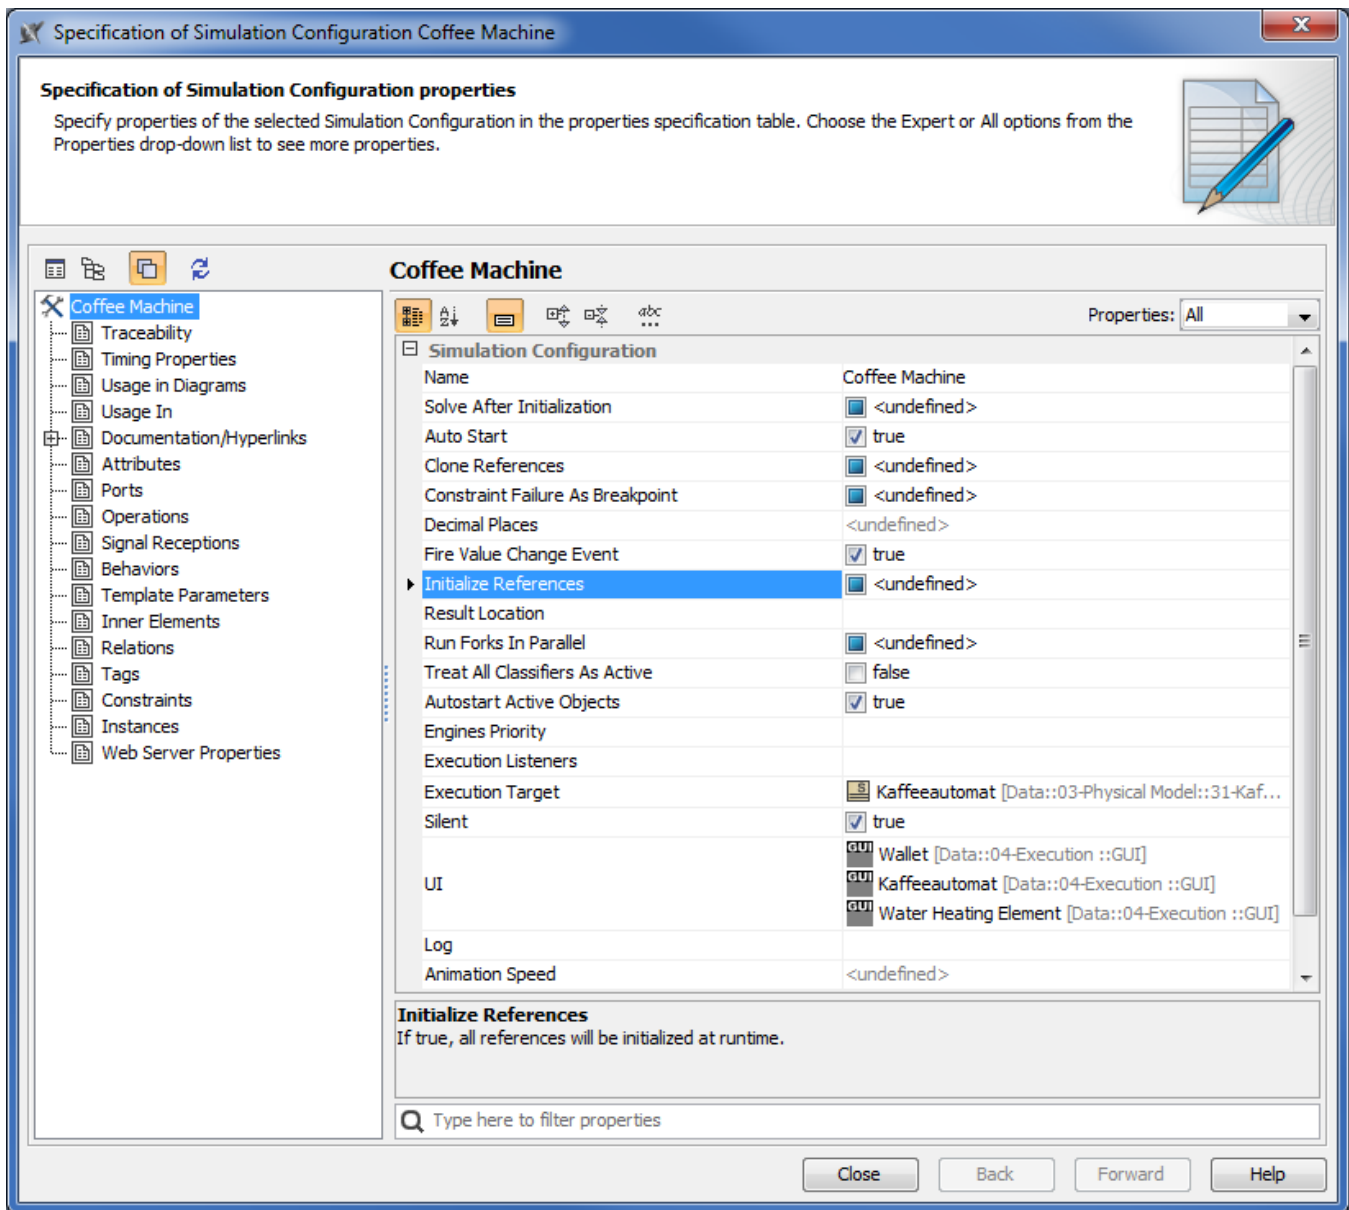 Specification of Simulation Configuration Coffee Machine
Specification of Simulation Configuration properties
Specify properties of the selected Simulation Configuration in the properties specification table. Choose the Expert or All options from the
Properties drop-down list to see more properties.
Coffee Machine
Traceability
Timing Properties
Usage in Diagrams
Usage In
Documentation/Hyperlinks
Attributes
Ports
Operations
Signal Receptions
Behaviors
Template Parameters
Inner Elements
Relations
Tags
Constraints
Instances
Web Server Properties
Coffee Machine
Properties: All
Simulation Configuration
Name Coffee Machine
Solve After Initialization <undefined>
Auto Start true
Clone References <undefined>
Constraint Failure As Breakpoint <undefined>
Decimal Places <undefined>
Fire Value Change Event true
Initialize References <undefined>
Result Location
Run Forks In Parallel <undefined>
Treat All Classifiers As Active false
Autostart Active Objects true
Engines Priority
Execution Listeners
Execution Target Kaffeeautomat [Data::03-Physical Model::31-Kaf...
Silent true
UI
GUI Wallet [Data::04-Execution ::GUI]
GUI Kaffeeautomat [Data::04-Execution ::GUI]
GUI Water Heating Element [Data::04-Execution ::GUI]
Log
Animation Speed <undefined>
Initialize References
If true, all references will be initialized at runtime.
Type here to filter properties
Close Back Forward Help